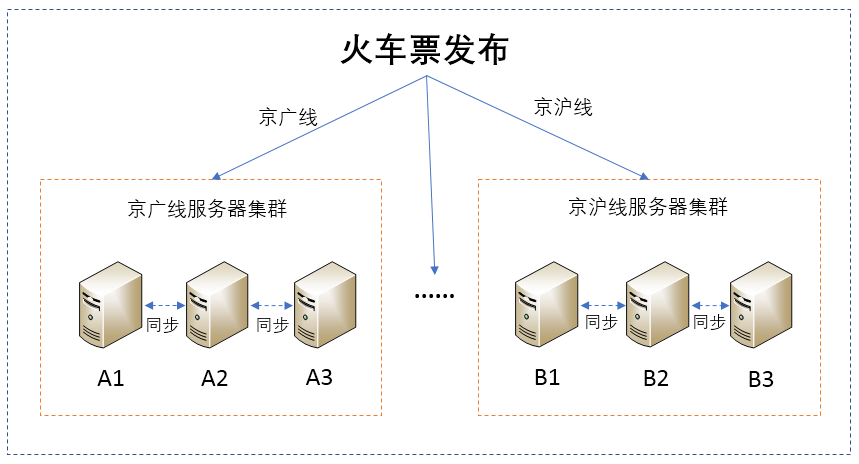 火车票发布
京广线
京沪线
京广线服务器集群
京沪线服务器集群
······
同步
同步
同步
同步
A1
A2
A3
B1
B2
B3